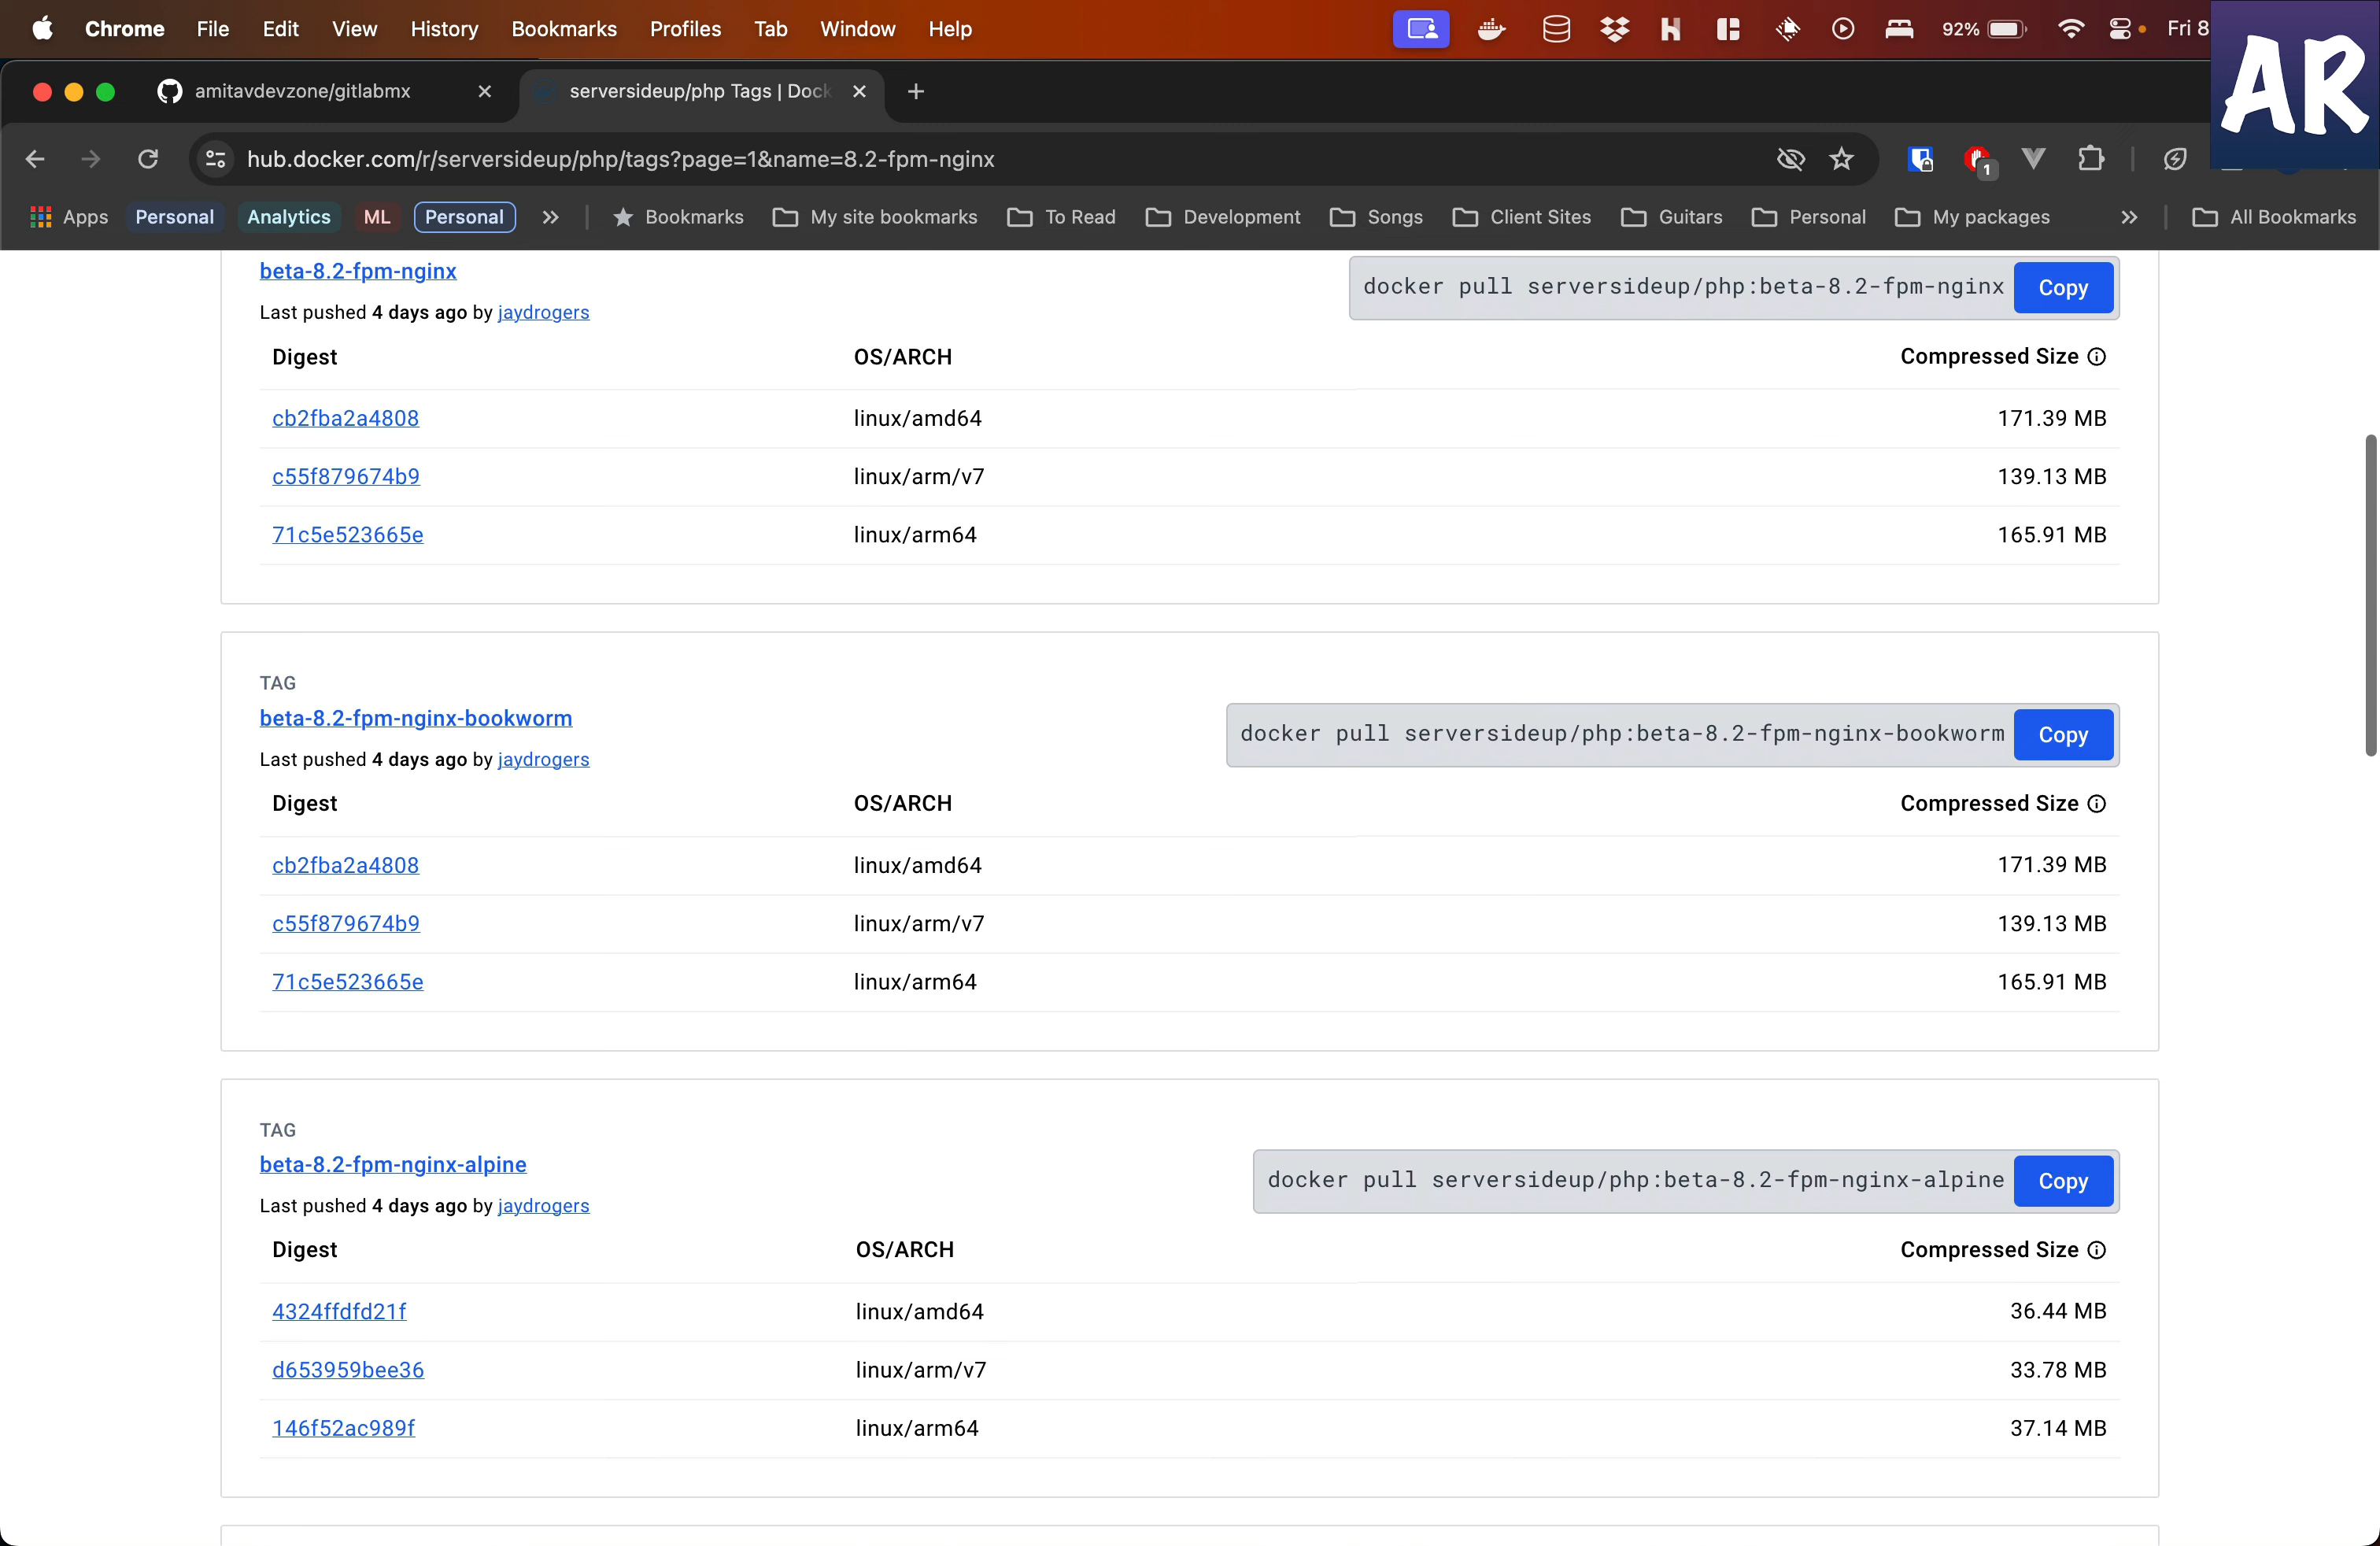 Chrome File Edit View History Bookmarks Profiles Tab Window Help 92% Fri 8
AR
amitavdevzone/gitlabmx serversideup/php Tags | Dock
hub.docker.com/r/serversideup/php/tags?page=1&name=8.2-fpm-nginx 1
Apps Personal Analytics ML Personal Bookmarks My site bookmarks To Read Development Songs Client Sites Guitars Personal My packages All Bookmarks
beta-8.2-fpm-nginx
docker pull serversideup/php:beta-8.2-fpm-nginx Copy
Last pushed 4 days ago by jaydrogers
Digest OS/ARCH Compressed Size
cb2fba2a4808 linux/amd64 171.39 MB
c55f879674b9 linux/arm/v7 139.13 MB
71c5e523665e linux/arm64 165.91 MB
TAG
beta-8.2-fpm-nginx-bookworm
docker pull serversideup/php:beta-8.2-fpm-nginx-bookworm Copy
Last pushed 4 days ago by jaydrogers
Digest OS/ARCH Compressed Size
cb2fba2a4808 linux/amd64 171.39 MB
c55f879674b9 linux/arm/v7 139.13 MB
71c5e523665e linux/arm64 165.91 MB
TAG
beta-8.2-fpm-nginx-alpine
docker pull serversideup/php:beta-8.2-fpm-nginx-alpine Copy
Last pushed 4 days ago by jaydrogers
Digest OS/ARCH Compressed Size
4324ffdfd21f linux/amd64 36.44 MB
d653959bee36 linux/arm/v7 33.78 MB
146f52ac989f linux/arm64 37.14 MB